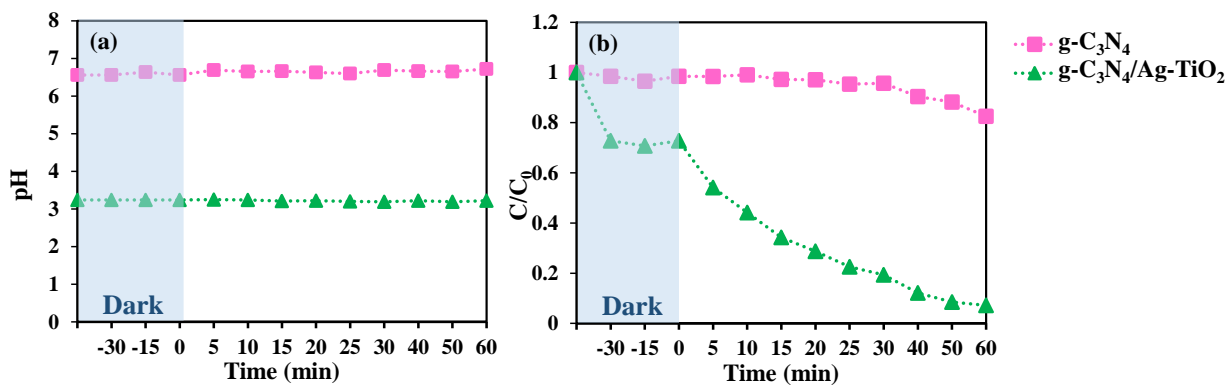 (a)
8
7
6
5
4
3
2
1
0
pH
Dark
-30 -15 0 5 10 15 20 25 30 40 50 60
Time (min)
(b)
1.2
1
0.8
0.6
0.4
0.2
0
C/C₀
Dark
-30 -15 0 5 10 15 20 25 30 40 50 60
Time (min)
g-C₃N₄
g-C₃N₄/Ag-TiO₂